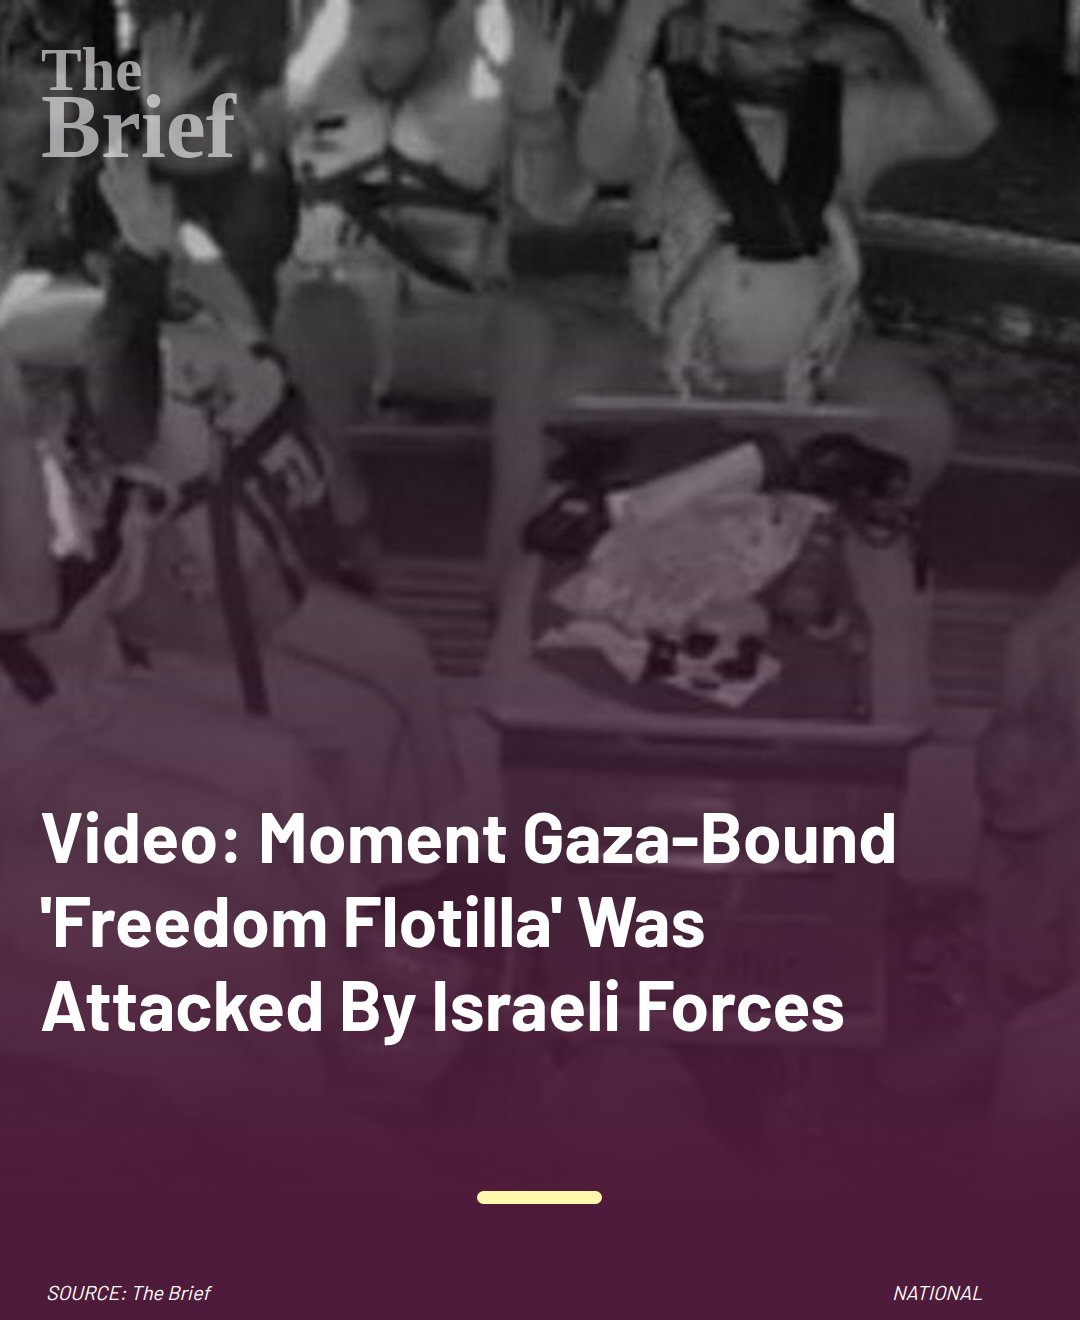 The
Brief
Video: Moment Gaza-Bound
'Freedom Flotilla' Was
Attacked By Israeli Forces
SOURCE: The Brief
NATIONAL